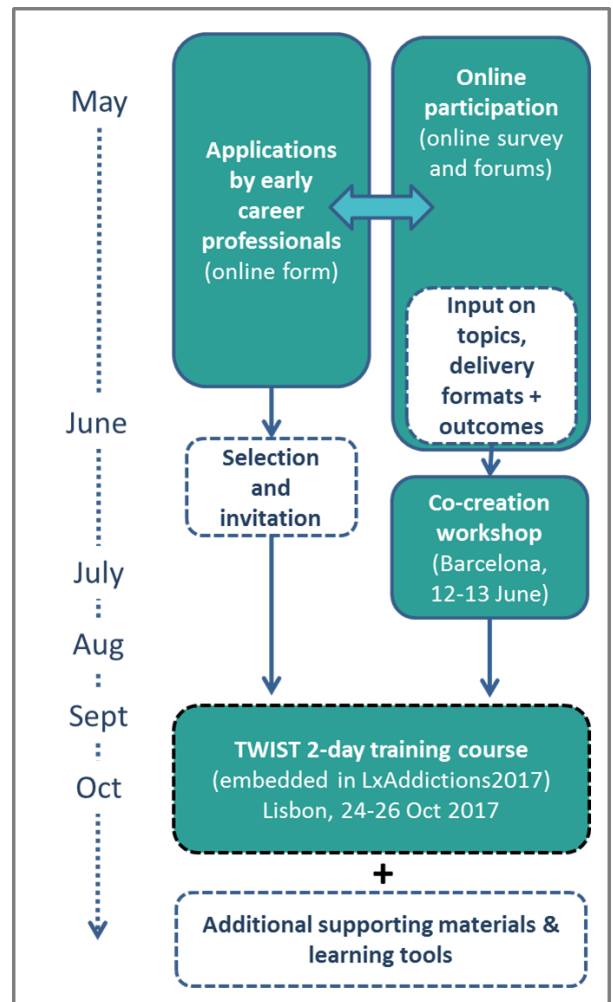 May
June
July
Aug
Sept
Oct
Applications
by early
career
professionals
(online form)
Online
participation
(online survey
and forums)
Input on
topics,
delivery
formats +
outcomes
Selection
and
invitation
Co-creation
workshop
(Barcelona,
12-13 June)
TWIST 2-day training course
(embedded in LxAddictions2017)
Lisbon, 24-26 Oct 2017
+
Additional supporting materials &
learning tools